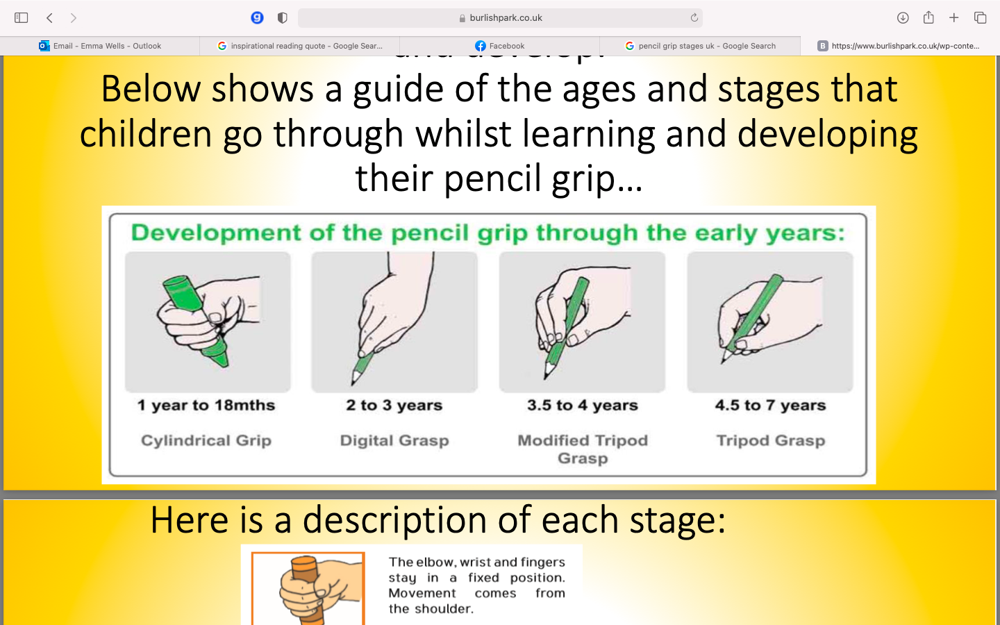 burlishpark.co.uk
Email - Emma Wells - Outlook
inspirational reading quote - Google Sear...
Facebook
pencil grip stages uk - Google Search
B https://www.burlishpark.co.uk/wp-conte...
and develop.
Below shows a guide of the ages and stages that
children go through whilst learning and developing
their pencil grip...
Development of the pencil grip through the early years:
1 year to 18mths
Cylindrical Grip
2 to 3 years
Digital Grasp
3.5 to 4 years
Modified Tripod
Grasp
4.5 to 7 years
Tripod Grasp
Here is a description of each stage:
The elbow, wrist and fingers
stay in a fixed position.
Movement comes from
the shoulder.